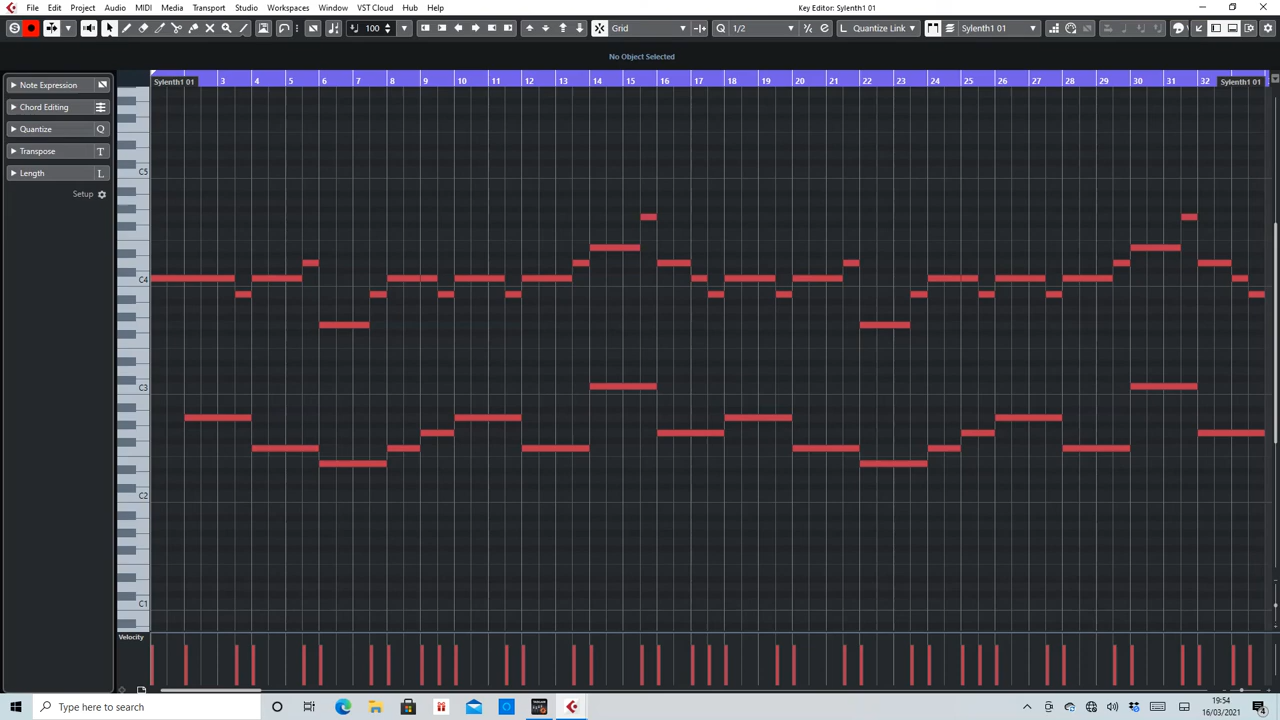 File Edit Project Audio MIDI Media Transport Studio Workspaces Window VST Cloud Hub Help Key Editor: Sylenth1 01
100 Grid 1/2 Quantize Link Sylenth1 01
No Object Selected
Sylenth1 01 3 4 5 6 7 8 9 10 11 12 13 14 15 16 17 18 19 20 21 22 23 24 25 26 27 28 29 30 31 32 Sylenth1 01
Note Expression
Chord Editing
Quantize Q
Transpose T
Length L
Setup
C5
C4
C3
C2
C1
Velocity
Type here to search
19:54
16/03/2021
4